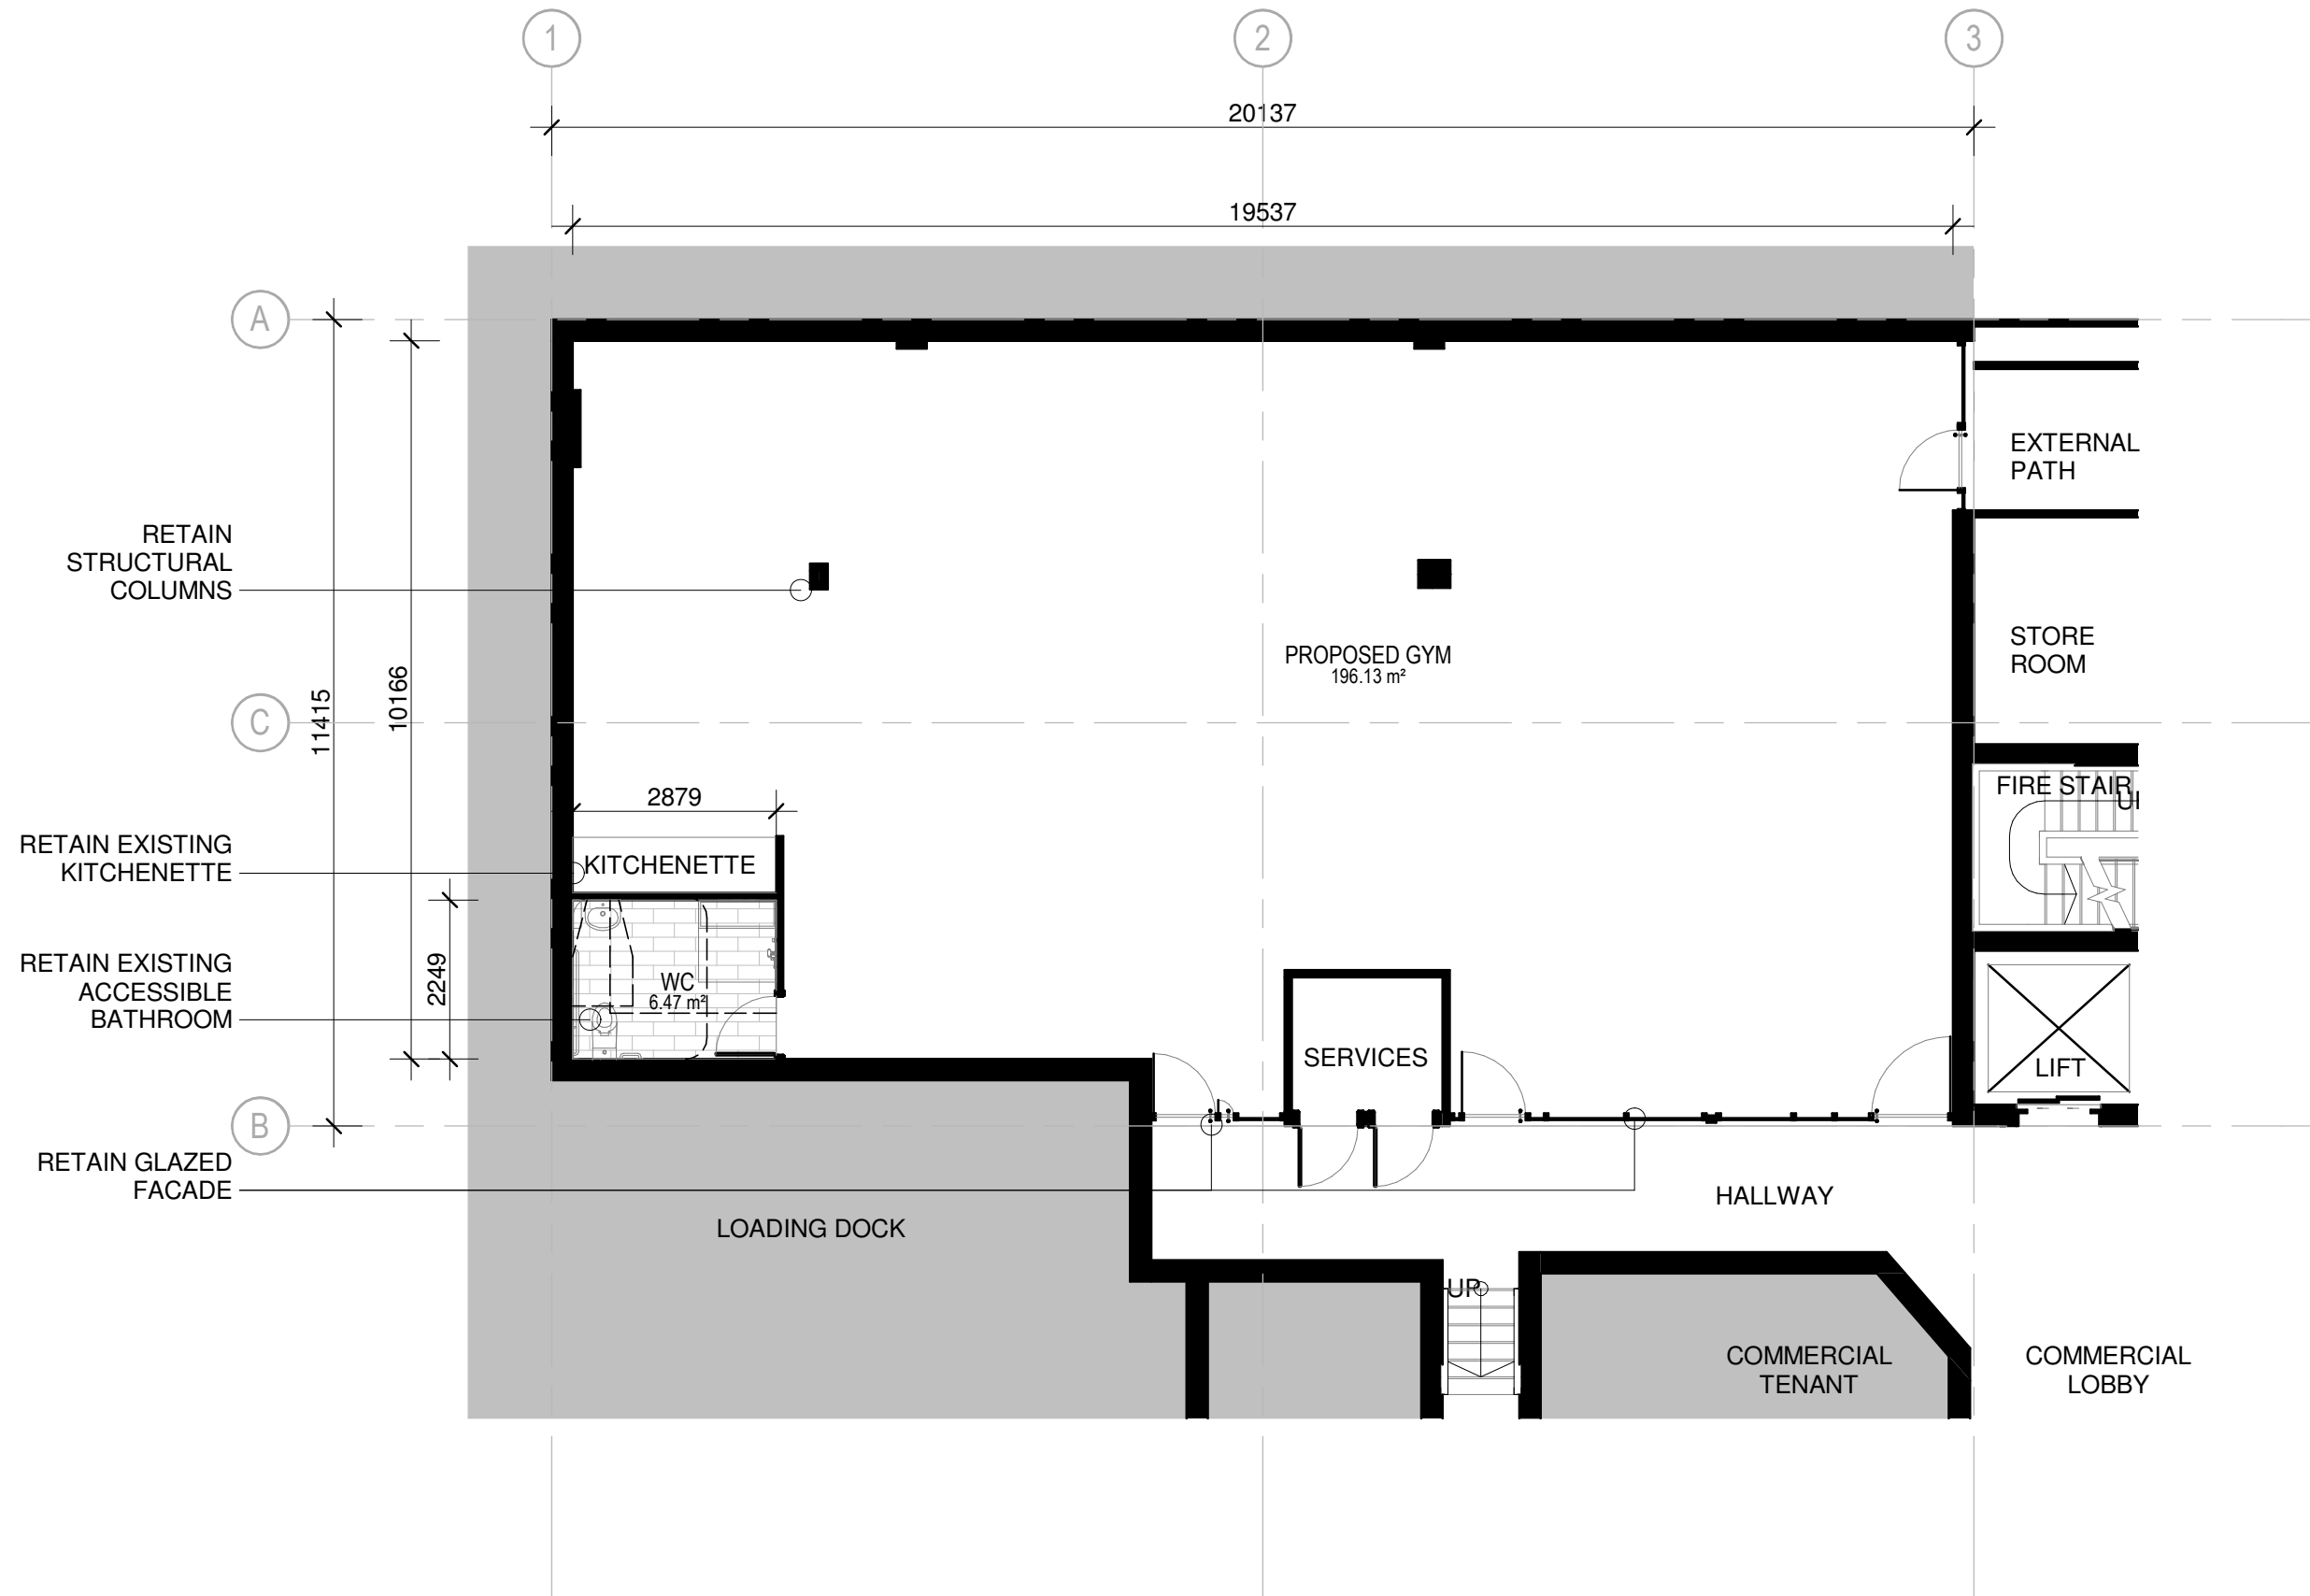 1
2
3
20137
19537
A
EXTERNAL
PATH
RETAIN
STRUCTURAL
COLUMNS
STORE
ROOM
PROPOSED GYM
196.13 m²
10166
11415
C
2879
FIRE STAIR
RETAIN EXISTING
KITCHENETTE
KITCHENETTE
2249
RETAIN EXISTING
ACCESSIBLE
BATHROOM
WC
6.47 m²
SERVICES
LIFT
B
RETAIN GLAZED
FACADE
HALLWAY
LOADING DOCK
UP
COMMERCIAL
TENANT
COMMERCIAL
LOBBY